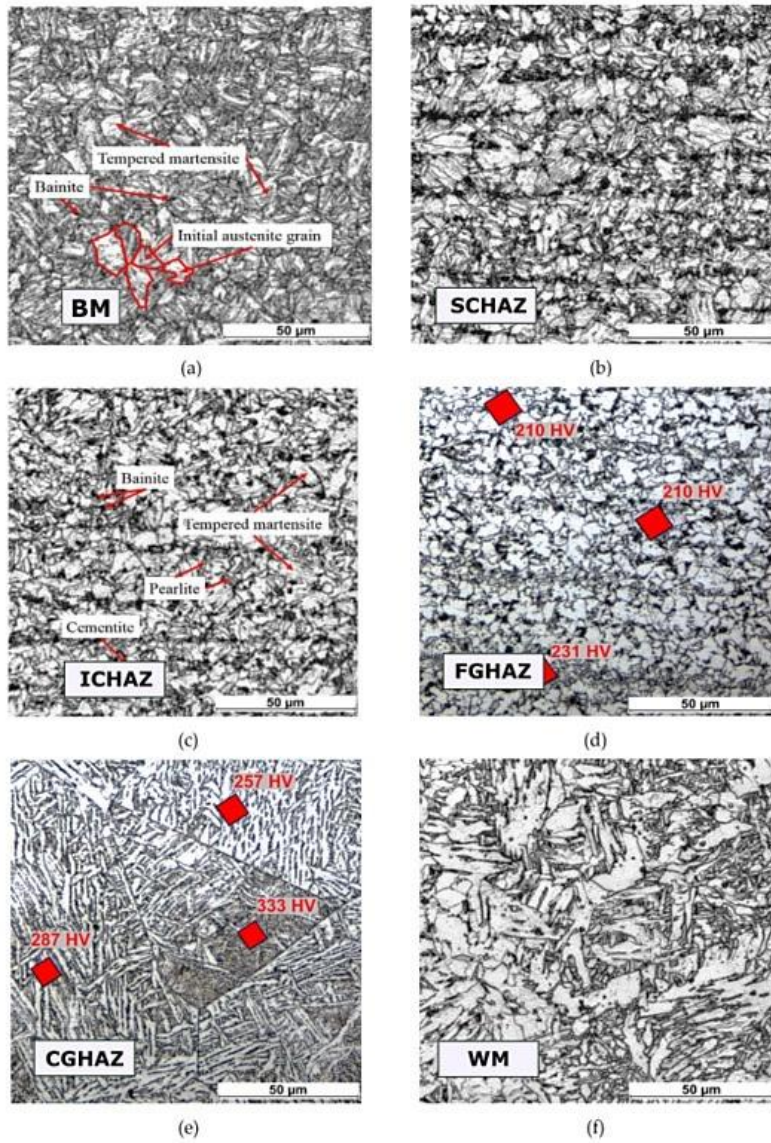 Tempered martensite
Bainite
Initial austenite grain
BM
50 µm
(a)
SCHAZ
50 µm
(b)
Bainite
Tempered martensite
Pearlite
Cementite
ICHAZ
50 µm
(c)
210 HV
210 HV
231 HV
FGHAZ
50 µm
(d)
257 HV
333 HV
287 HV
CGHAZ
50 µm
(e)
WM
50 µm
(f)